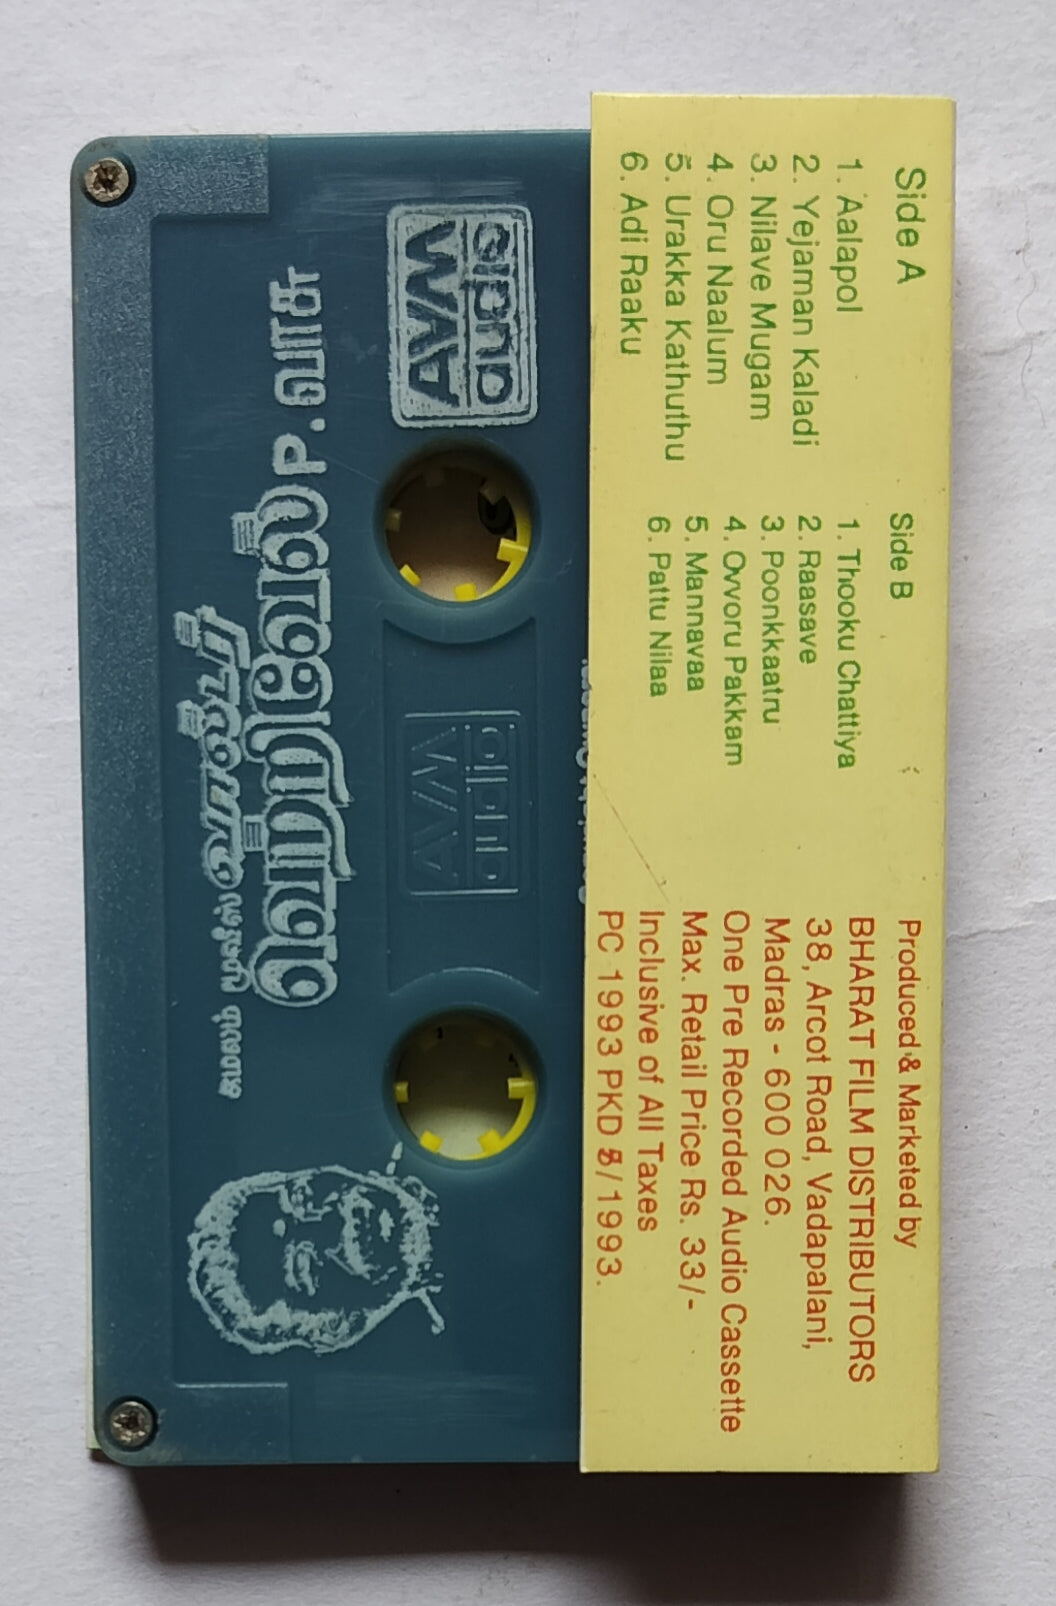 Side A
1. Aalapol
2. Yejaman Kaladi
3. Nilave Mugam
4. Oru Naalum
5. Urakka Kathuthu
6. Adi Raaku
Side B
1. Thooku Chattiya
2. Raasave
3. Poonkkaatru
4. Ovvoru Pakkam
5. Mannavaa
6. Pattu Nilaa
Produced & Marketed by
BHARAT FILM DISTRIBUTORS
38, Arcot Road, Vadapalani,
Madras - 600 026.
One Pre Recorded Audio Cassette
Max. Retail Price Rs. 33/-
Inclusive of All Taxes
PC 1993 PKD 8/1993.
audio
AVM
audio
AVM
P. வாசு